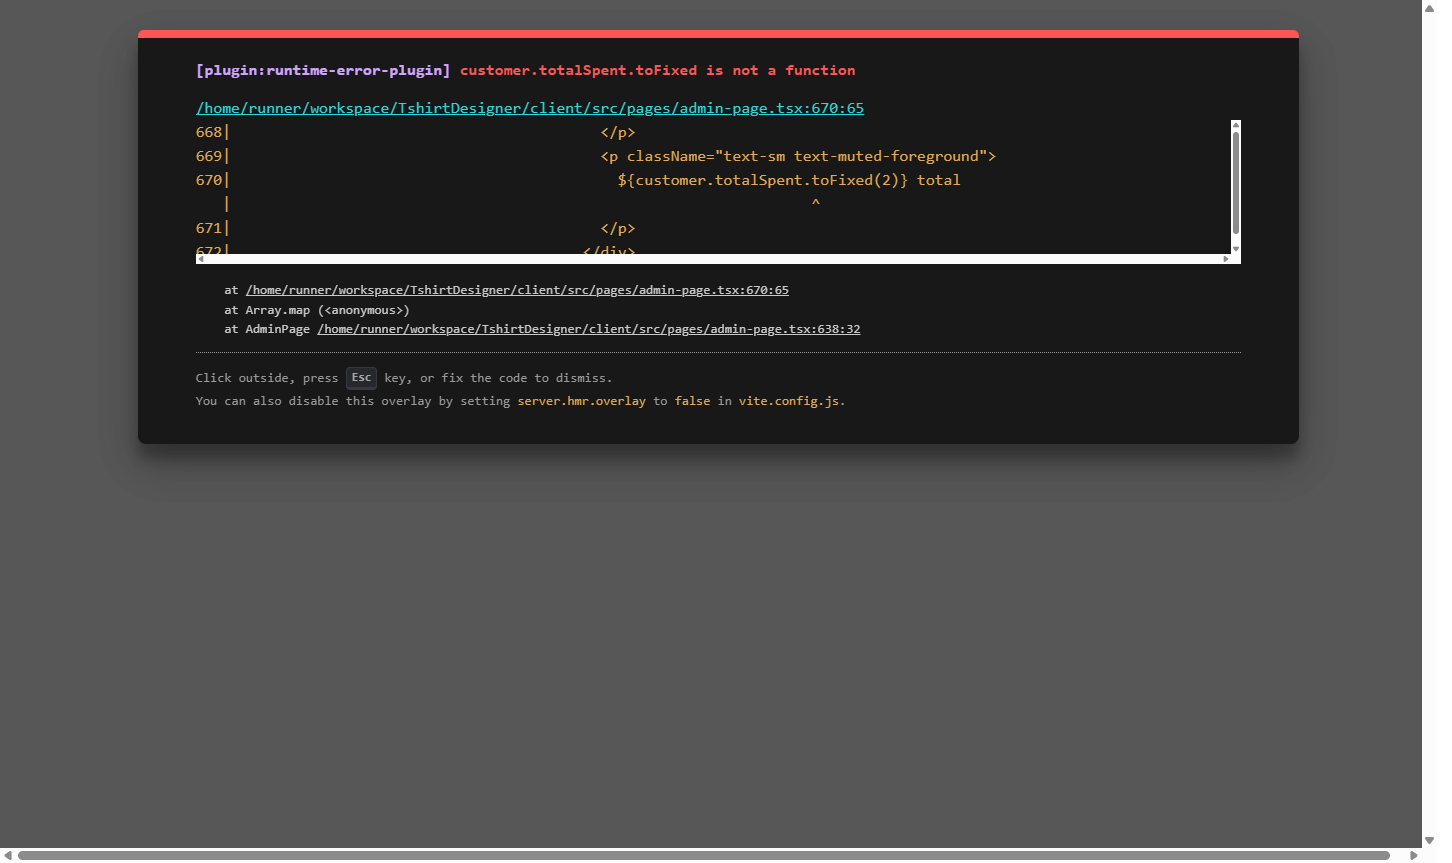 [plugin:runtime-error-plugin] customer.totalSpent.toFixed is not a function
/home/runner/workspace/TshirtDesigner/client/src/pages/admin-page.tsx:670:65
668|                                           </p>
669|                                           <p className="text-sm text-muted-foreground">
670|                                             ${customer.totalSpent.toFixed(2)} total
   |                                                                    ^
671|                                           </p>
672|                                         </div>
at /home/runner/workspace/TshirtDesigner/client/src/pages/admin-page.tsx:670:65
at Array.map (<anonymous>)
at AdminPage /home/runner/workspace/TshirtDesigner/client/src/pages/admin-page.tsx:638:32
Click outside, press Esc key, or fix the code to dismiss.
You can also disable this overlay by setting server.hmr.overlay to false in vite.config.js.